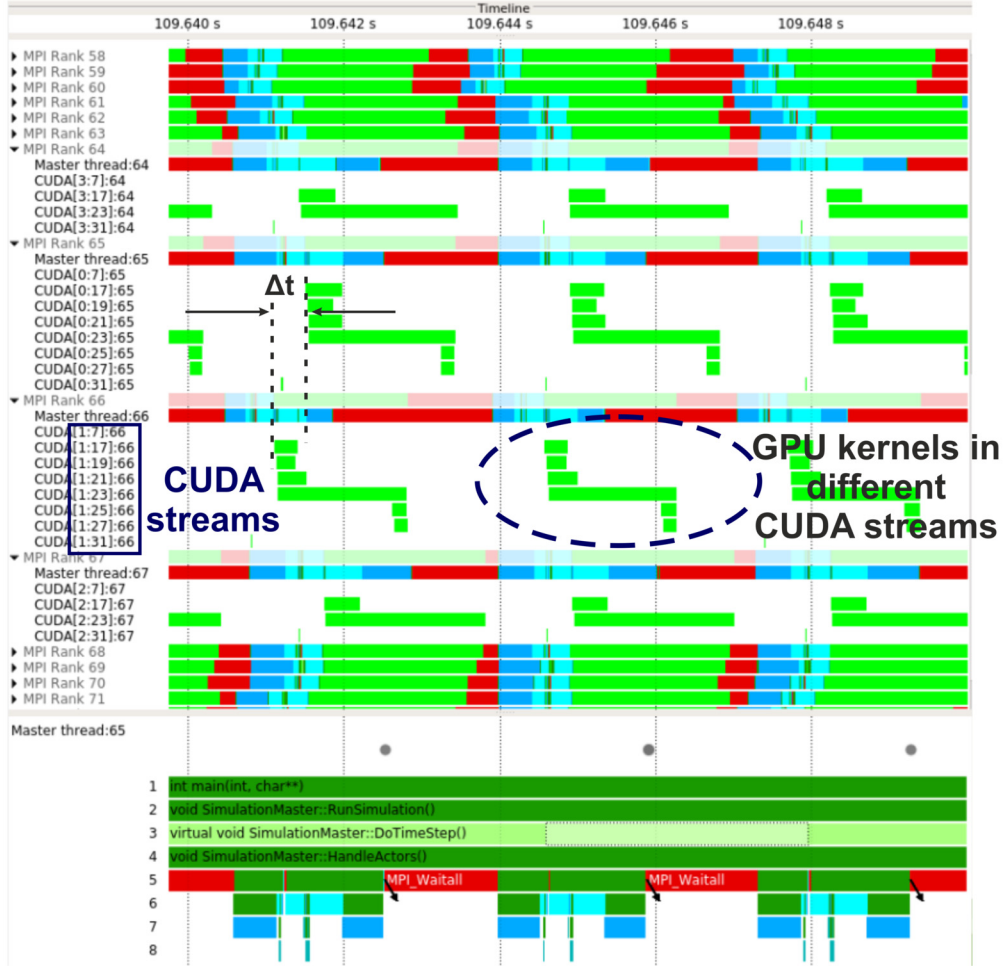 Timeline
109.640 s 109.642 s 109.644 s 109.646 s 109.648 s
MPI Rank 58
MPI Rank 59
MPI Rank 60
MPI Rank 61
MPI Rank 62
MPI Rank 63
MPI Rank 64
Master thread:64
CUDA[3:7]:64
CUDA[3:17]:64
CUDA[3:23]:64
CUDA[3:31]:64
MPI Rank 65
Master thread:65
CUDA[0:7]:65
CUDA[0:17]:65
CUDA[0:19]:65
CUDA[0:21]:65
CUDA[0:23]:65
CUDA[0:25]:65
CUDA[0:27]:65
CUDA[0:31]:65
Δt
MPI Rank 66
Master thread:66
CUDA[1:7]:66
CUDA[1:17]:66
CUDA[1:19]:66
CUDA[1:21]:66
CUDA[1:23]:66
CUDA[1:25]:66
CUDA[1:27]:66
CUDA[1:31]:66
CUDA
streams
GPU kernels in
different
CUDA streams
MPI Rank 67
Master thread:67
CUDA[2:7]:67
CUDA[2:17]:67
CUDA[2:23]:67
CUDA[2:31]:67
MPI Rank 68
MPI Rank 69
MPI Rank 70
MPI Rank 71
Master thread:65
1 int main(int, char**)
2 void SimulationMaster::RunSimulation()
3 virtual void SimulationMaster::DoTimeStep()
4 void SimulationMaster::HandleActors()
5 MPI_Waitall MPI_Waitall
6
7
8